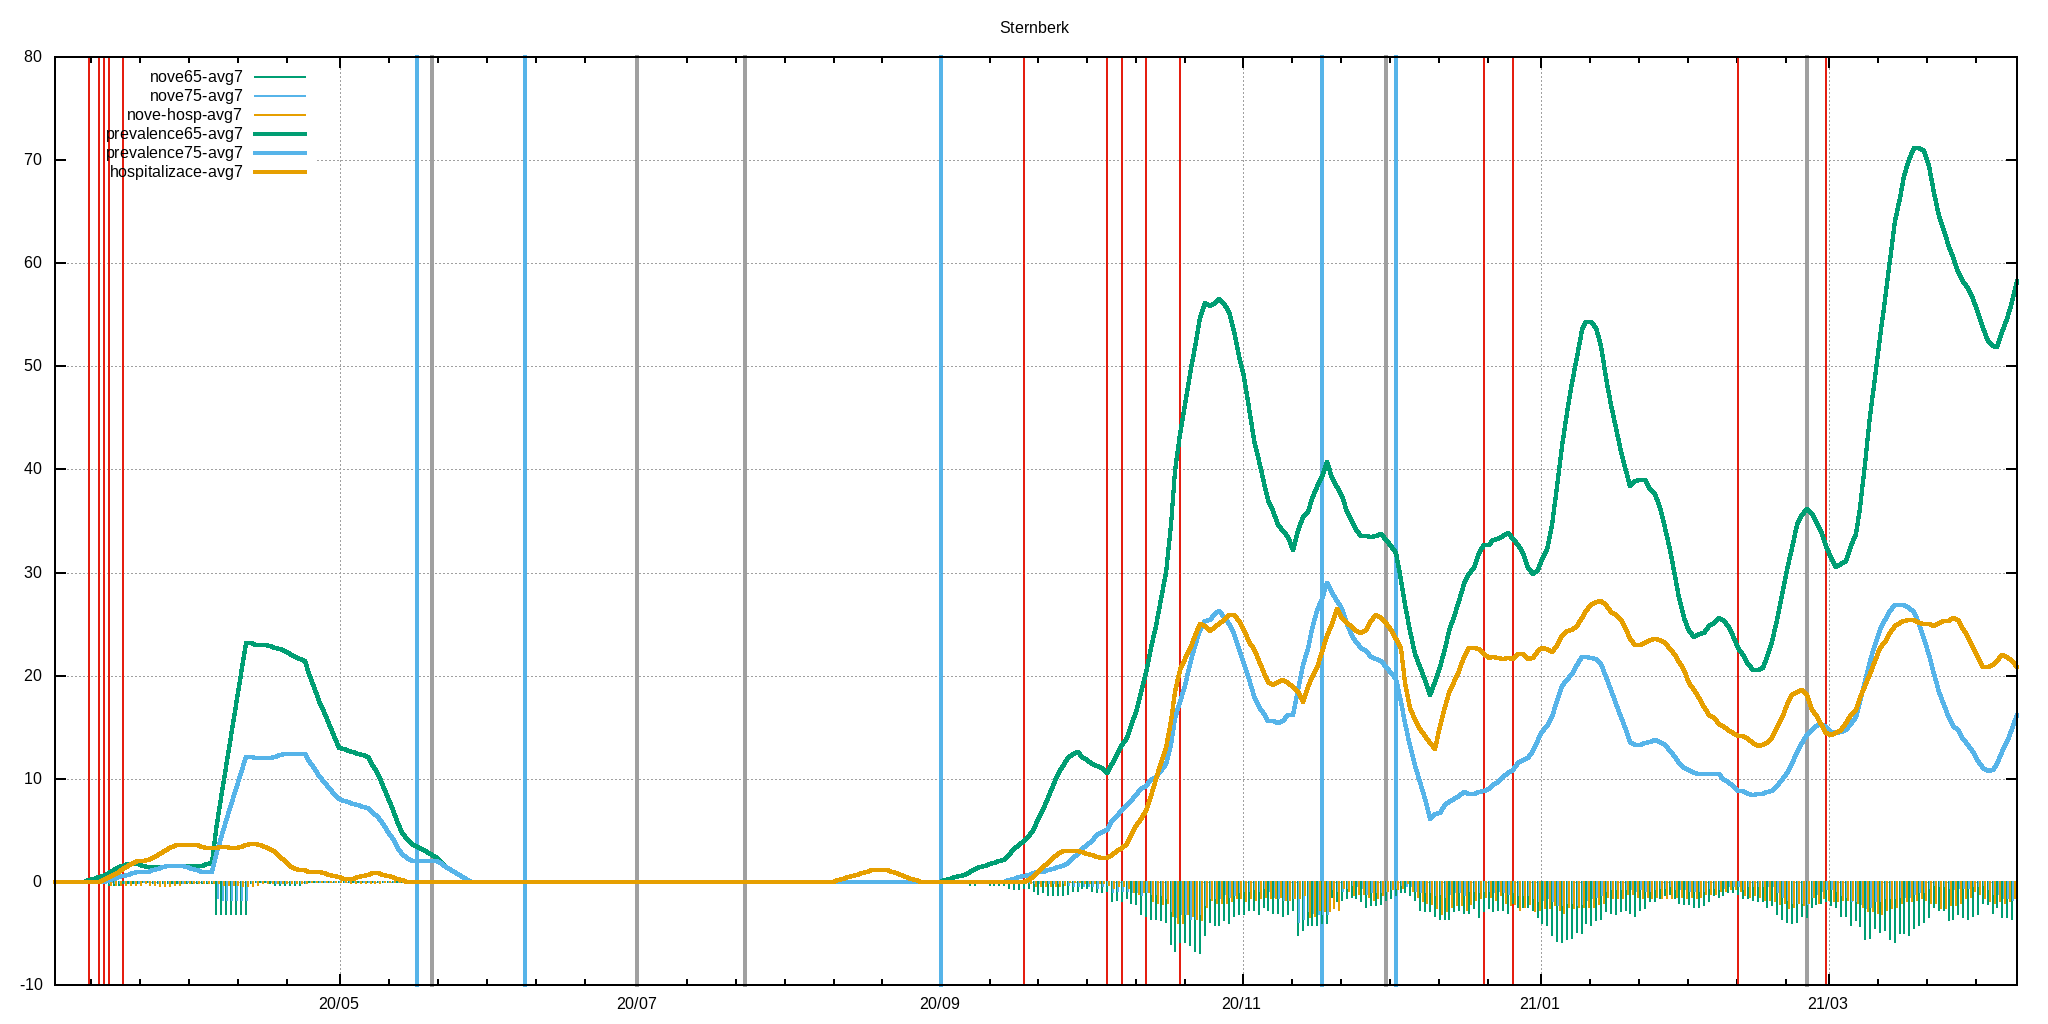 Sternberk
80
70
60
50
40
30
20
10
0
-10
nove65-avg7
nove75-avg7
nove-hosp-avg7
prevalence65-avg7
prevalence75-avg7
hospitalizace-avg7
20/05
20/07
20/09
20/11
21/01
21/03